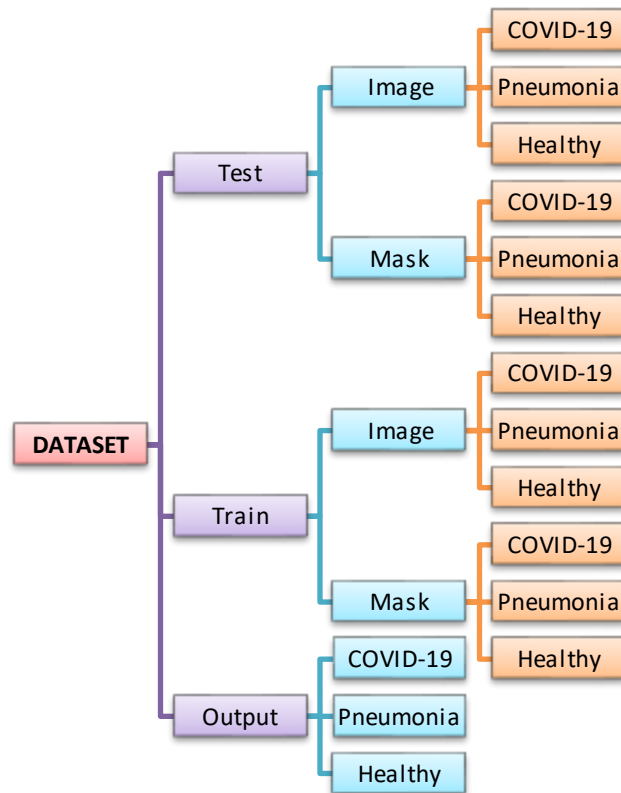 COVID-19
Image
Pneumonia
Healthy
Test
COVID-19
Mask
Pneumonia
Healthy
COVID-19
Image
Pneumonia
DATASET
Healthy
Train
COVID-19
Mask
Pneumonia
Healthy
COVID-19
Output
Pneumonia
Healthy